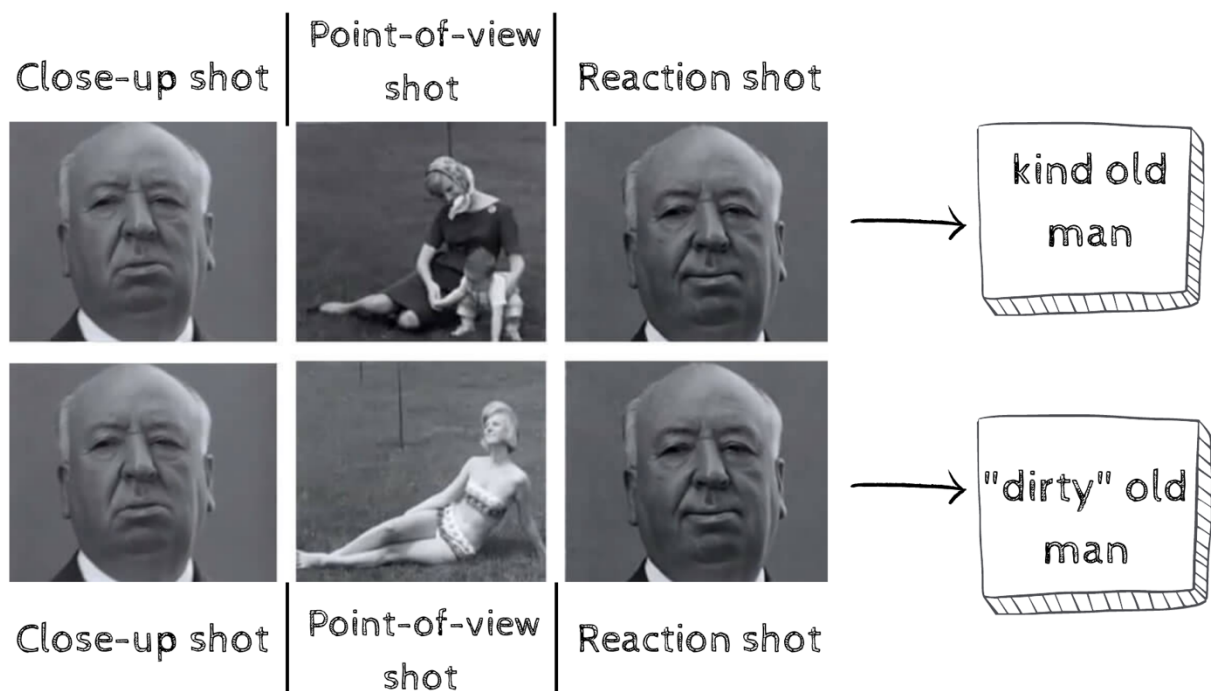 Close-up shot
Point-of-view
shot
Reaction shot
kind old
man
"dirty" old
man
Close-up shot
Point-of-view
shot
Reaction shot